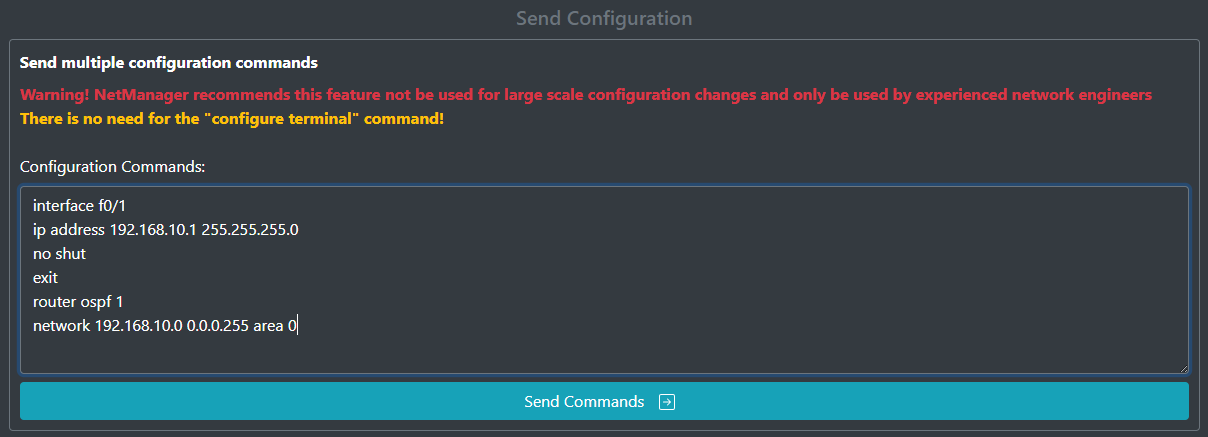 Send Configuration
Send multiple configuration commands
Warning! NetManager recommends this feature not be used for large scale configuration changes and only be used by experienced network engineers
There is no need for the "configure terminal" command!
Configuration Commands:
interface f0/1
ip address 192.168.10.1 255.255.255.0
no shut
exit
router ospf 1
network 192.168.10.0 0.0.0.255 area 0
Send Commands